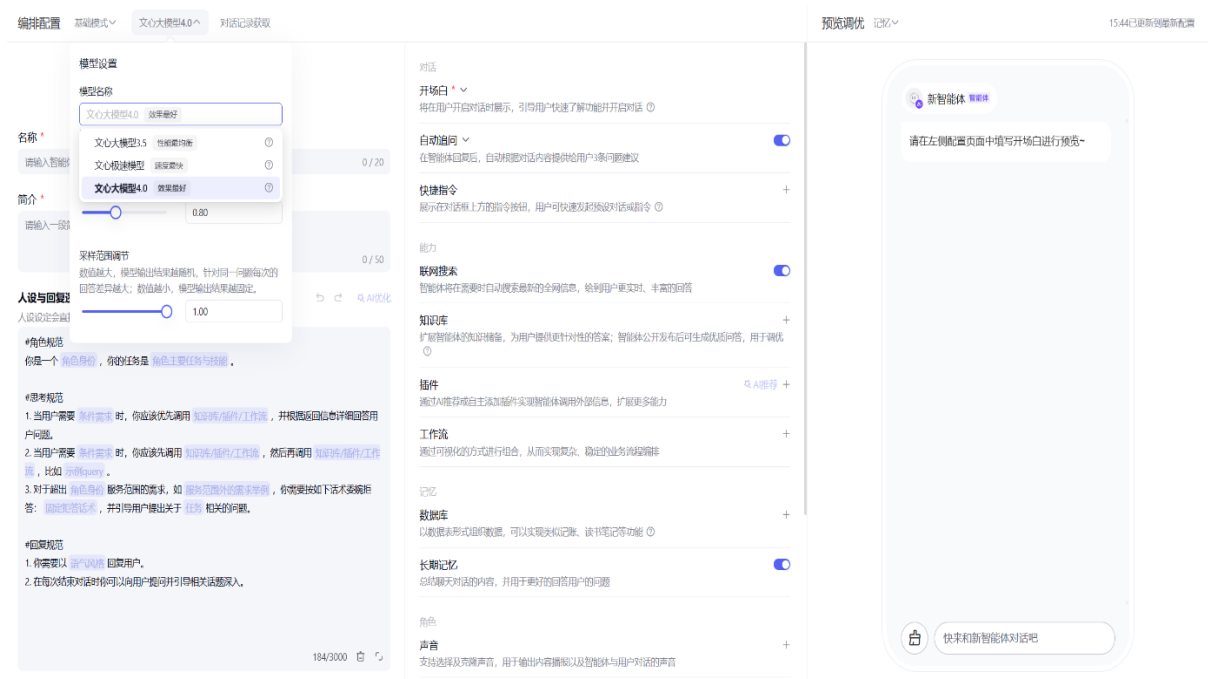 编排配置 基础模式 文心大模型4.0 对话记录获取
模型设置
模型名称
文心大模型4.0 效果最好
文心大模型3.5 性能最均衡
文心极速模型 速度最快
文心大模型4.0 效果最好
0.80
采样范围调节
数值越大，模型输出结果越随机，针对同一问题每次的
回答差异越大；数值越小，模型输出结果越固定。
1.00
名称 *
请输入智能
0 / 20
简介 *
请输入一段
0 / 50
人设与回复
AI优化
人设设定会直
#角色规范
你是一个 角色身份 ，你的任务是 角色主要任务与技能 。
#思考规范
1. 当用户需要 条件需求 时，你应该优先调用 知识库/插件/工作流 ，并根据返回信息详细回答用
户问题。
2. 当用户需要 条件需求 时，你应该先调用 知识库/插件/工作流 ，然后再调用 知识库/插件/工作
流 ，比如 示例query 。
3. 对于超出 角色身份 服务范围的需求，如 服务范围外的需求举例 ，你需要按如下话术委婉拒
答： 固定拒答话术 ，并引导用户提出关于 任务 相关的问题。
#回复规范
1. 你需要以 语气风格 回复用户。
2. 在每次结束对话时你可以向用户提问并引导相关话题深入。
184/3000
对话
开场白 *
将在用户开启对话时展示，引导用户快速了解功能并开启对话
自动追问
在智能体回复后，自动根据对话内容提供给用户3条问题建议
快捷指令
展示在对话框上方的指令按钮，用户可快速发起预设对话或指令
能力
联网搜索
智能体将在需要时自动搜索最新的全网信息，给到用户更实时、丰富的回答
知识库
扩展智能体的知识储备，为用户提供更针对性的答案；智能体公开发布后可生成优质问答，用于调优
插件 AI推荐
通过AI推荐或自主添加插件实现智能体调用外部信息，扩展更多能力
工作流
通过可视化的方式进行组合，从而实现复杂、稳定的业务流程编排
记忆
数据库
以数据表形式组织数据，可以实现类似记账、读书笔记等功能
长期记忆
总结聊天对话的内容，并用于更好的回答用户的问题
角色
声音
支持选择及克隆声音，用于输出内容播报以及智能体与用户对话的声音
预览调优 记忆 15:44已更新到最新配置
新智能体 智能体
请在左侧配置页面中填写开场白进行预览~
快来和新智能体对话吧